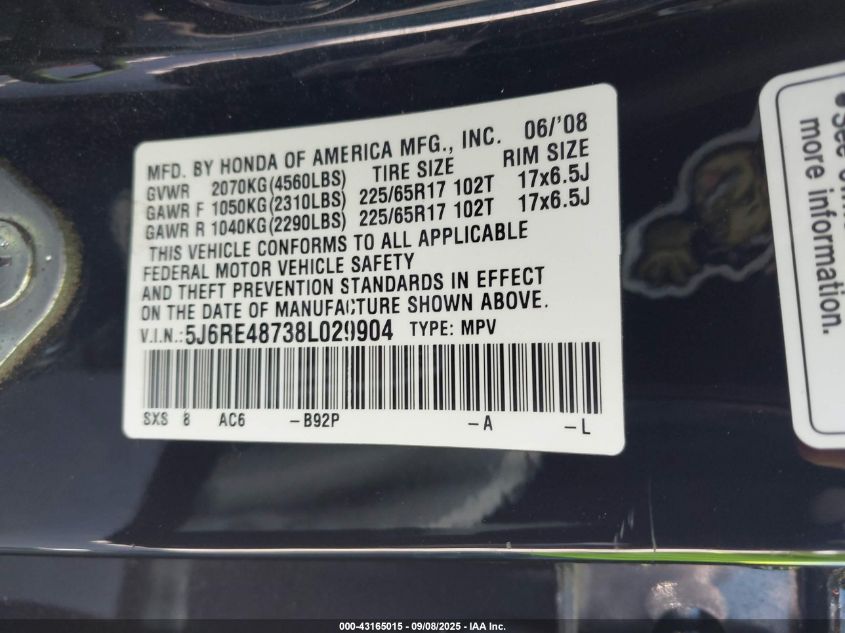 MFD. BY HONDA OF AMERICA MFG., INC. 06/'08
GVWR 2070KG(4560LBS) TIRE SIZE RIM SIZE
GAWR F 1050KG(2310LBS) 225/65R17 102T 17x6.5J
GAWR R 1040KG(2290LBS) 225/65R17 102T 17x6.5J
THIS VEHICLE CONFORMS TO ALL APPLICABLE
FEDERAL MOTOR VEHICLE SAFETY
AND THEFT PREVENTION STANDARDS IN EFFECT
ON THE DATE OF MANUFACTURE SHOWN ABOVE.
V.I.N.:5J6RE48738L029904 TYPE: MPV
SXS 8 AC6 -B92P -A -L
• See
more information.
000-43165015 - 09/08/2025 - IAA Inc.